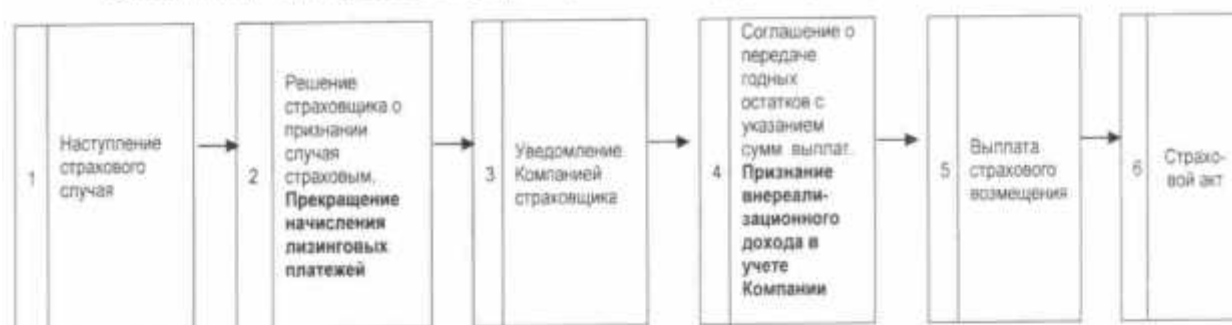 1
Наступление
страхового
случая
2
Решение
страховщика о
признании
случая
страховым.
Прекращение
начисления
лизинговых
платежей
3
Уведомление
Компанией
страховщика
4
Соглашение о
передаче
годных
остатков с
указанием
сумм выплат.
Признание
внереали-
зационного
дохода в
учете
Компании
5
Выплата
страхового
возмещения
6
Страхо-
вой акт